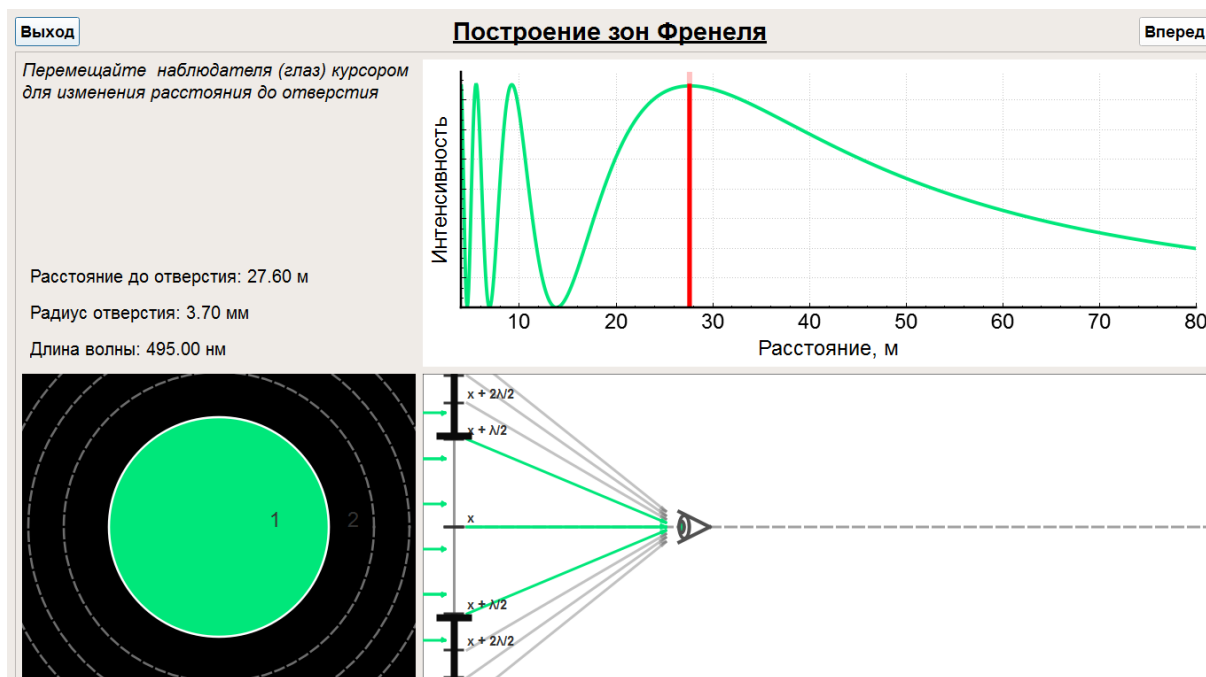 Выход
Построение зон Френеля
Вперед
Перемещайте наблюдателя (глаз) курсором
для изменения расстояния до отверстия
Расстояние до отверстия: 27.60 м
Радиус отверстия: 3.70 мм
Длина волны: 495.00 нм
Интенсивность
10 20 30 40 50 60 70 80
Расстояние, м
1 2
x + 2λ/2
x + λ/2
x
x + λ/2
x + 2λ/2